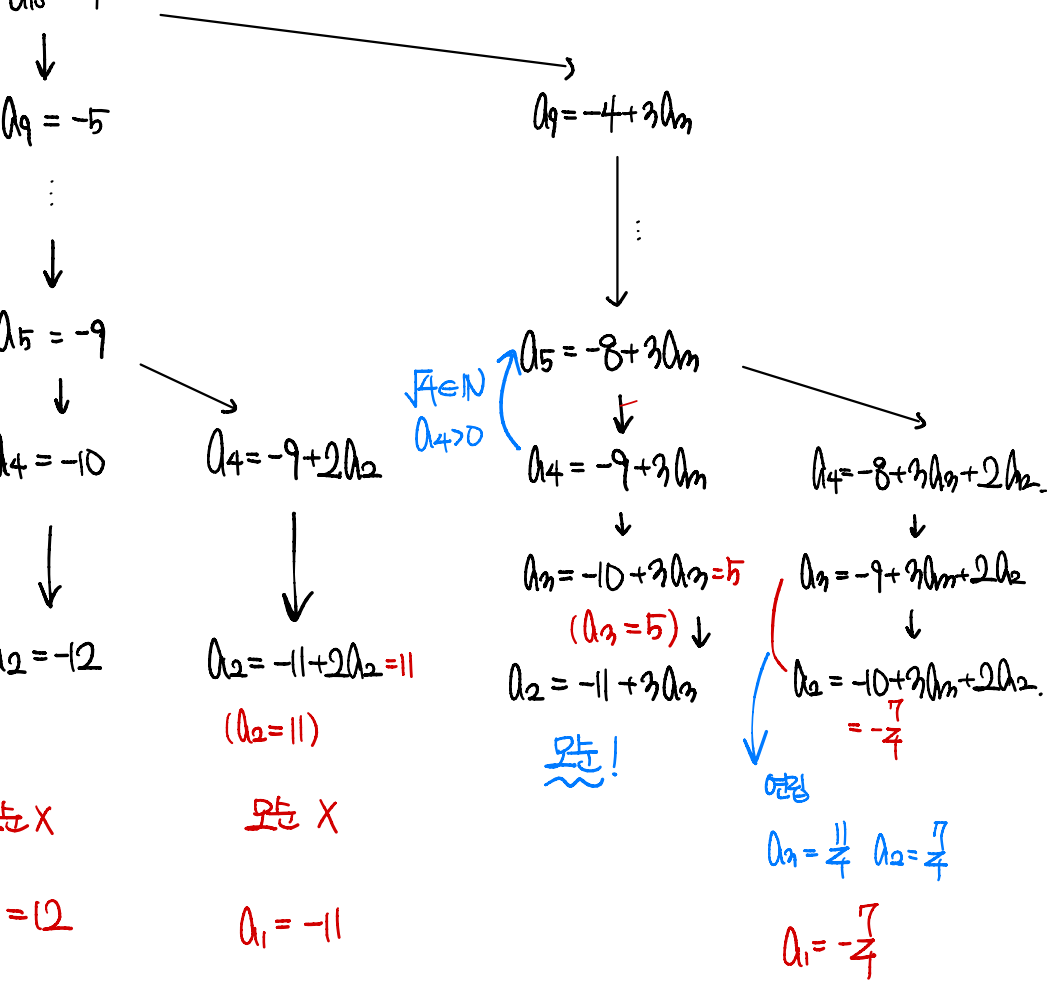 a₉ = -5
a₉ = -4+3a₃
⋮
⋮
a₅ = -9
a₅ = -8+3a₃
√4∈ℕ
a₄>0
a₄ = -10
a₄ = -9+2a₂
a₄ = -9+3a₃
a₄ = -8+3a₃+2a₂.
a₃ = -10+3a₃=5
(a₃=5)
a₃ = -9+3a₃+2a₂
a₂ = -12
a₂ = -11+2a₂=11
(a₂=11)
a₂ = -11+3a₃
a₂ = -10+3a₃+2a₂.
= -7/4
모순!
연립
모순 X
모순 X
a₃ = 11/4 a₂ = 7/4
=12
a₁ = -11
a₁ = -7/4